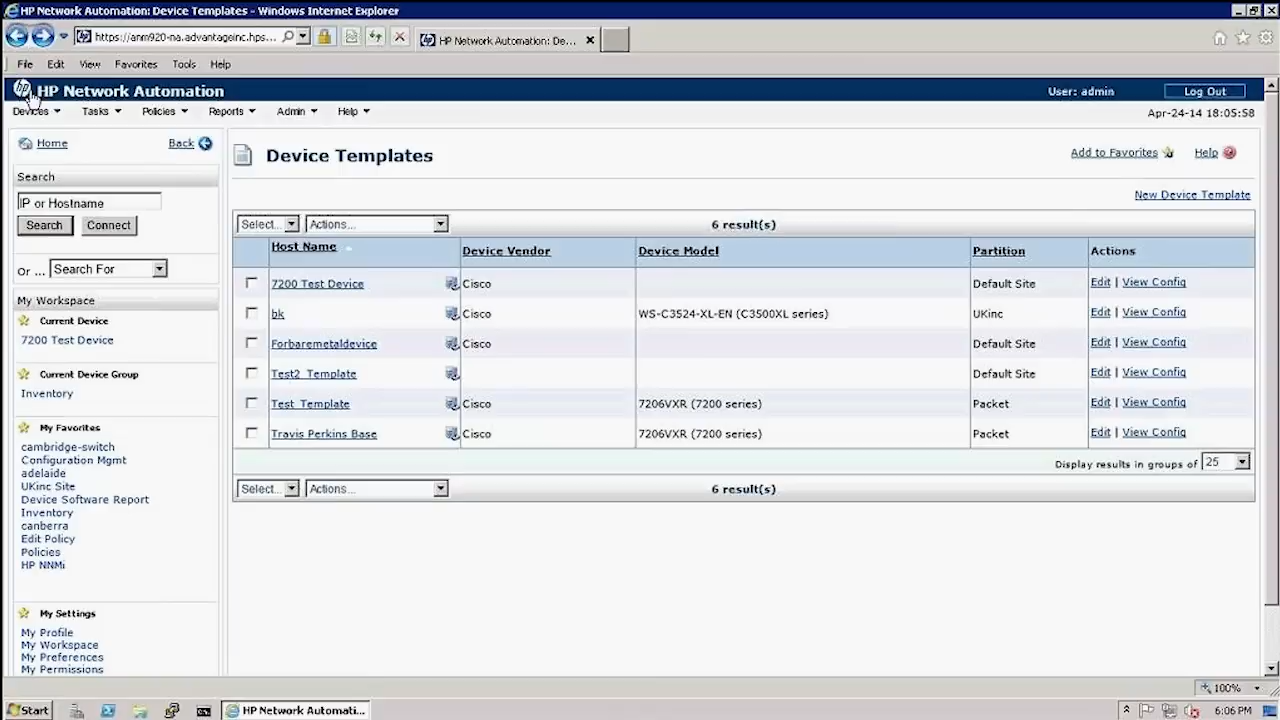 HP Network Automation: Device Templates - Windows Internet Explorer
https://anm920-na.advantageinc.hps...
HP Network Automation: De...
File Edit View Favorites Tools Help
HP Network Automation
User: admin
Log Out
Devices Tasks Policies Reports Admin Help
Apr-24-14 18:05:58
Home
Back
Search
IP or Hostname
Search Connect
Or ... Search For
My Workspace
Current Device
7200 Test Device
Current Device Group
Inventory
My Favorites
cambridge-switch
Configuration Mgmt
adelaide
UKinc Site
Device Software Report
Inventory
canberra
Edit Policy
Policies
HP NNMi
My Settings
My Profile
My Workspace
My Preferences
My Permissions
Device Templates
Add to Favorites Help
New Device Template
Select... Actions... 6 result(s)
Host Name Device Vendor Device Model Partition Actions
7200 Test Device Cisco Default Site Edit | View Config
bk Cisco WS-C3524-XL-EN (C3500XL series) UKinc Edit | View Config
Forbaremetaldevice Cisco Default Site Edit | View Config
Test2_Template Default Site Edit | View Config
Test_Template Cisco 7206VXR (7200 series) Packet Edit | View Config
Travis Perkins Base Cisco 7206VXR (7200 series) Packet Edit | View Config
Display results in groups of 25
Select... Actions... 6 result(s)
100%
Start HP Network Automati... 6:06 PM